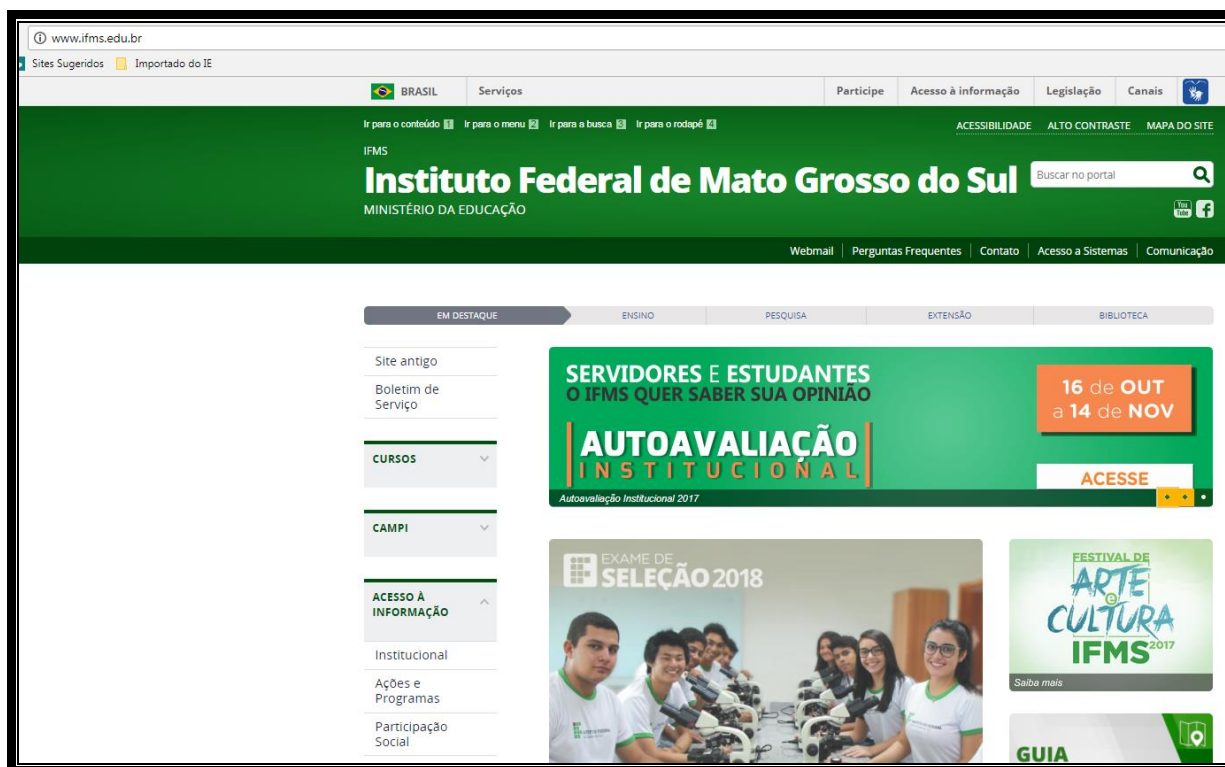 www.ifms.edu.br
Sites Sugeridos Importado do IE
BRASIL Serviços Participe Acesso à informação Legislação Canais
Ir para o conteúdo 1 Ir para o menu 2 Ir para a busca 3 Ir para o rodapé 4 ACESSIBILIDADE ALTO CONTRASTE MAPA DO SITE
IFMS
Instituto Federal de Mato Grosso do Sul
Buscar no portal
MINISTÉRIO DA EDUCAÇÃO
You Tube
Webmail Perguntas Frequentes Contato Acesso a Sistemas Comunicação
EM DESTAQUE ENSINO PESQUISA EXTENSÃO BIBLIOTECA
Site antigo
Boletim de
Serviço
CURSOS
CAMPI
ACESSO À
INFORMAÇÃO
Institucional
Ações e
Programas
Participação
Social
SERVIDORES E ESTUDANTES
O IFMS QUER SABER SUA OPINIÃO
AUTOAVALIAÇÃO
INSTITUCIONAL
16 de OUT
a 14 de NOV
ACESSE
Autoavaliação Institucional 2017
EXAME DE
SELEÇÃO 2018
FESTIVAL DE
ARTE
e
CULTURA
IFMS 2017
Saiba mais
GUIA